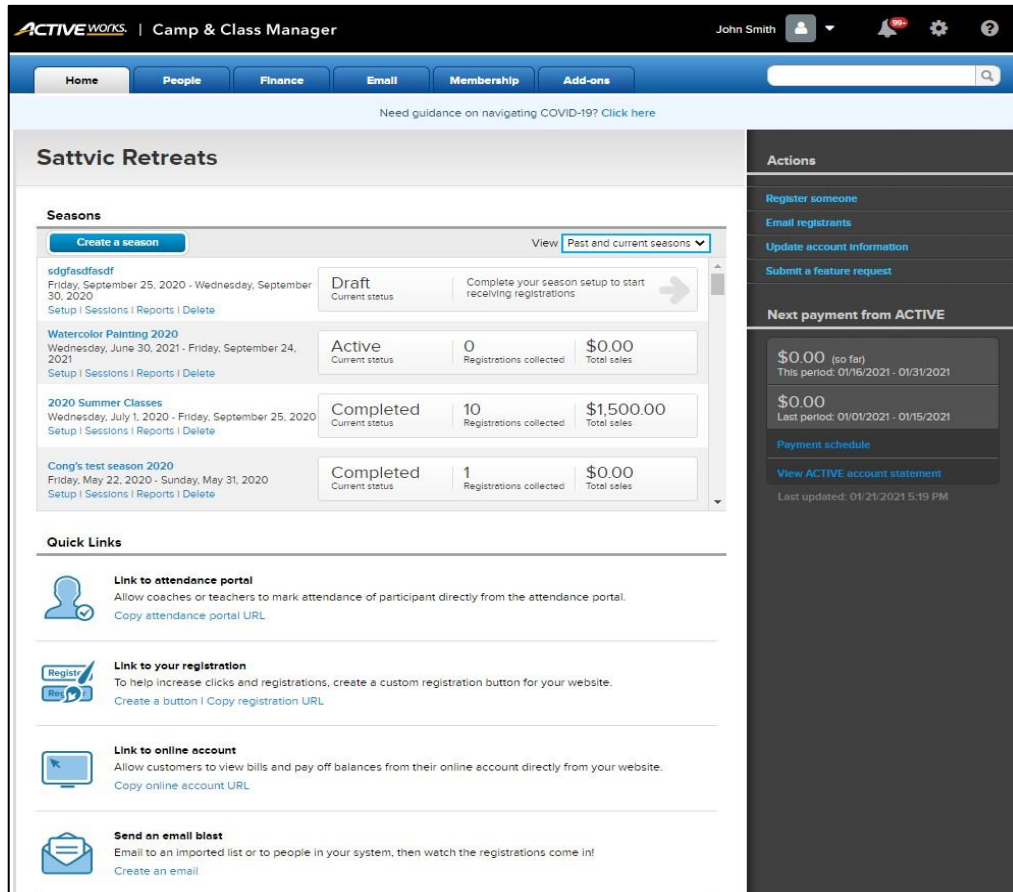 ACTIVEWORKS. | Camp & Class Manager
John Smith
99+
Home People Finance Email Membership Add-ons
Need guidance on navigating COVID-19? Click here
Sattvic Retreats
Seasons
Create a season
View Past and current seasons
sdgfasdfasdf
Friday, September 25, 2020 - Wednesday, September
30, 2020
Setup | Sessions | Reports | Delete
Draft
Current status
Complete your season setup to start
receiving registrations
Watercolor Painting 2020
Wednesday, June 30, 2021 - Friday, September 24,
2021
Setup | Sessions | Reports | Delete
Active
Current status
0
Registrations collected
$0.00
Total sales
2020 Summer Classes
Wednesday, July 1, 2020 - Friday, September 25, 2020
Setup | Sessions | Reports | Delete
Completed
Current status
10
Registrations collected
$1,500.00
Total sales
Cong's test season 2020
Friday, May 22, 2020 - Sunday, May 31, 2020
Setup | Sessions | Reports | Delete
Completed
Current status
1
Registrations collected
$0.00
Total sales
Quick Links
Link to attendance portal
Allow coaches or teachers to mark attendance of participant directly from the attendance portal.
Copy attendance portal URL
Link to your registration
To help increase clicks and registrations, create a custom registration button for your website.
Create a button | Copy registration URL
Link to online account
Allow customers to view bills and pay off balances from their online account directly from your website.
Copy online account URL
Send an email blast
Email to an imported list or to people in your system, then watch the registrations come in!
Create an email
Actions
Register someone
Email registrants
Update account information
Submit a feature request
Next payment from ACTIVE
$0.00 (so far)
This period: 01/16/2021 - 01/31/2021
$0.00
Last period: 01/01/2021 - 01/15/2021
Payment schedule
View ACTIVE account statement
Last updated: 01/21/2021 5:19 PM